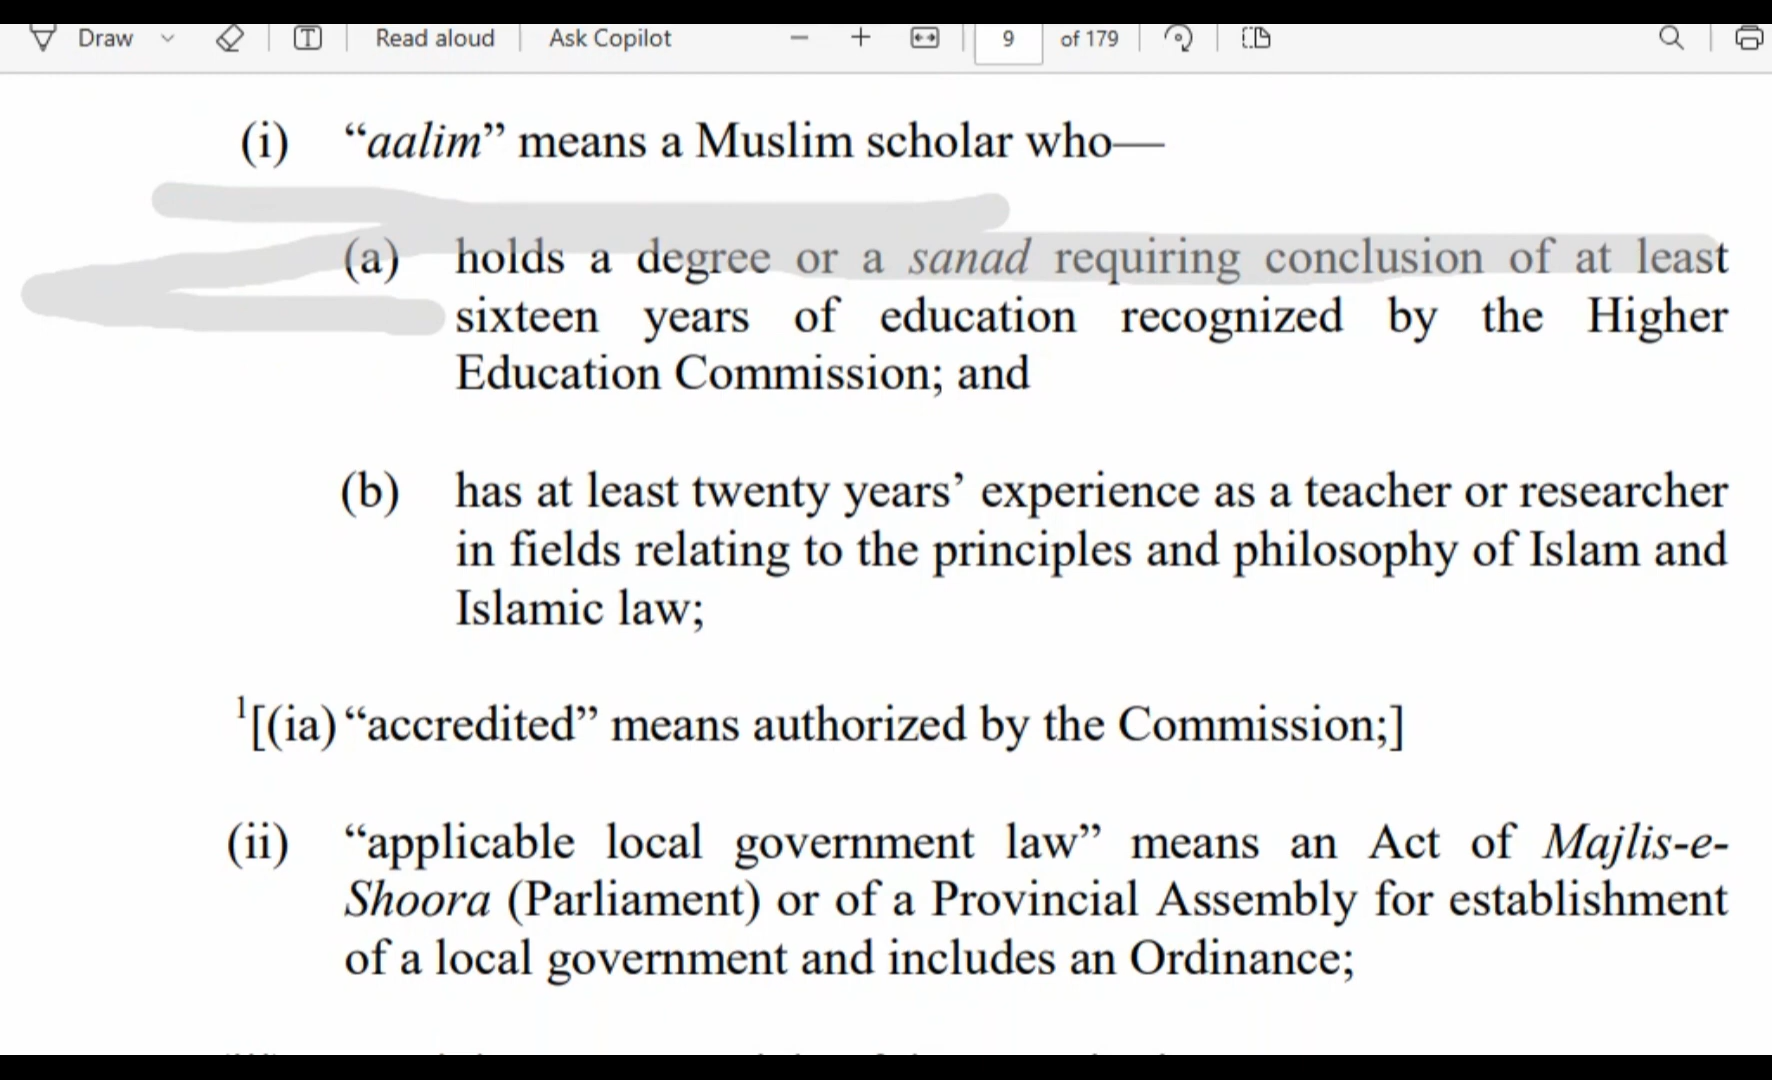 Draw
Read aloud
Ask Copilot
9
of 179
(i) “aalim” means a Muslim scholar who—
(a) holds a degree or a sanad requiring conclusion of at least
sixteen years of education recognized by the Higher
Education Commission; and
(b) has at least twenty years’ experience as a teacher or researcher
in fields relating to the principles and philosophy of Islam and
Islamic law;
1[(ia) “accredited” means authorized by the Commission;]
(ii) “applicable local government law” means an Act of Majlis-e-
Shoora (Parliament) or of a Provincial Assembly for establishment
of a local government and includes an Ordinance;